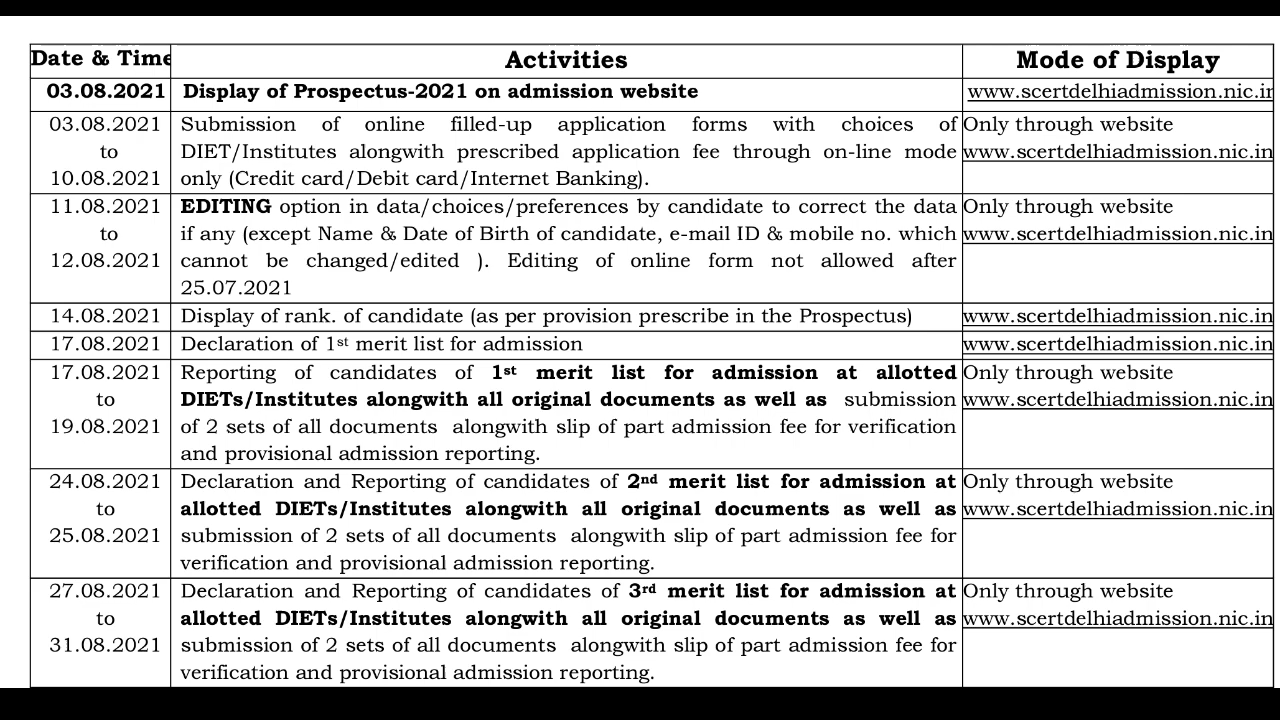 Date & Time Activities Mode of Display
03.08.2021 Display of Prospectus-2021 on admission website www.scertdelhiadmission.nic.in
03.08.2021
to
10.08.2021
Submission of online filled-up application forms with choices of
DIET/Institutes alongwith prescribed application fee through on-line mode
only (Credit card/Debit card/Internet Banking).
Only through website
www.scertdelhiadmission.nic.in
11.08.2021
to
12.08.2021
EDITING option in data/choices/preferences by candidate to correct the data
if any (except Name & Date of Birth of candidate, e-mail ID & mobile no. which
cannot be changed/edited ). Editing of online form not allowed after
25.07.2021
Only through website
www.scertdelhiadmission.nic.in
14.08.2021 Display of rank. of candidate (as per provision prescribe in the Prospectus) www.scertdelhiadmission.nic.in
17.08.2021 Declaration of 1st merit list for admission www.scertdelhiadmission.nic.in
17.08.2021
to
19.08.2021
Reporting of candidates of 1st merit list for admission at allotted
DIETs/Institutes alongwith all original documents as well as submission
of 2 sets of all documents alongwith slip of part admission fee for verification
and provisional admission reporting.
Only through website
www.scertdelhiadmission.nic.in
24.08.2021
to
25.08.2021
Declaration and Reporting of candidates of 2nd merit list for admission at
allotted DIETs/Institutes alongwith all original documents as well as
submission of 2 sets of all documents alongwith slip of part admission fee for
verification and provisional admission reporting.
Only through website
www.scertdelhiadmission.nic.in
27.08.2021
to
31.08.2021
Declaration and Reporting of candidates of 3rd merit list for admission at
allotted DIETs/Institutes alongwith all original documents as well as
submission of 2 sets of all documents alongwith slip of part admission fee for
verification and provisional admission reporting.
Only through website
www.scertdelhiadmission.nic.in